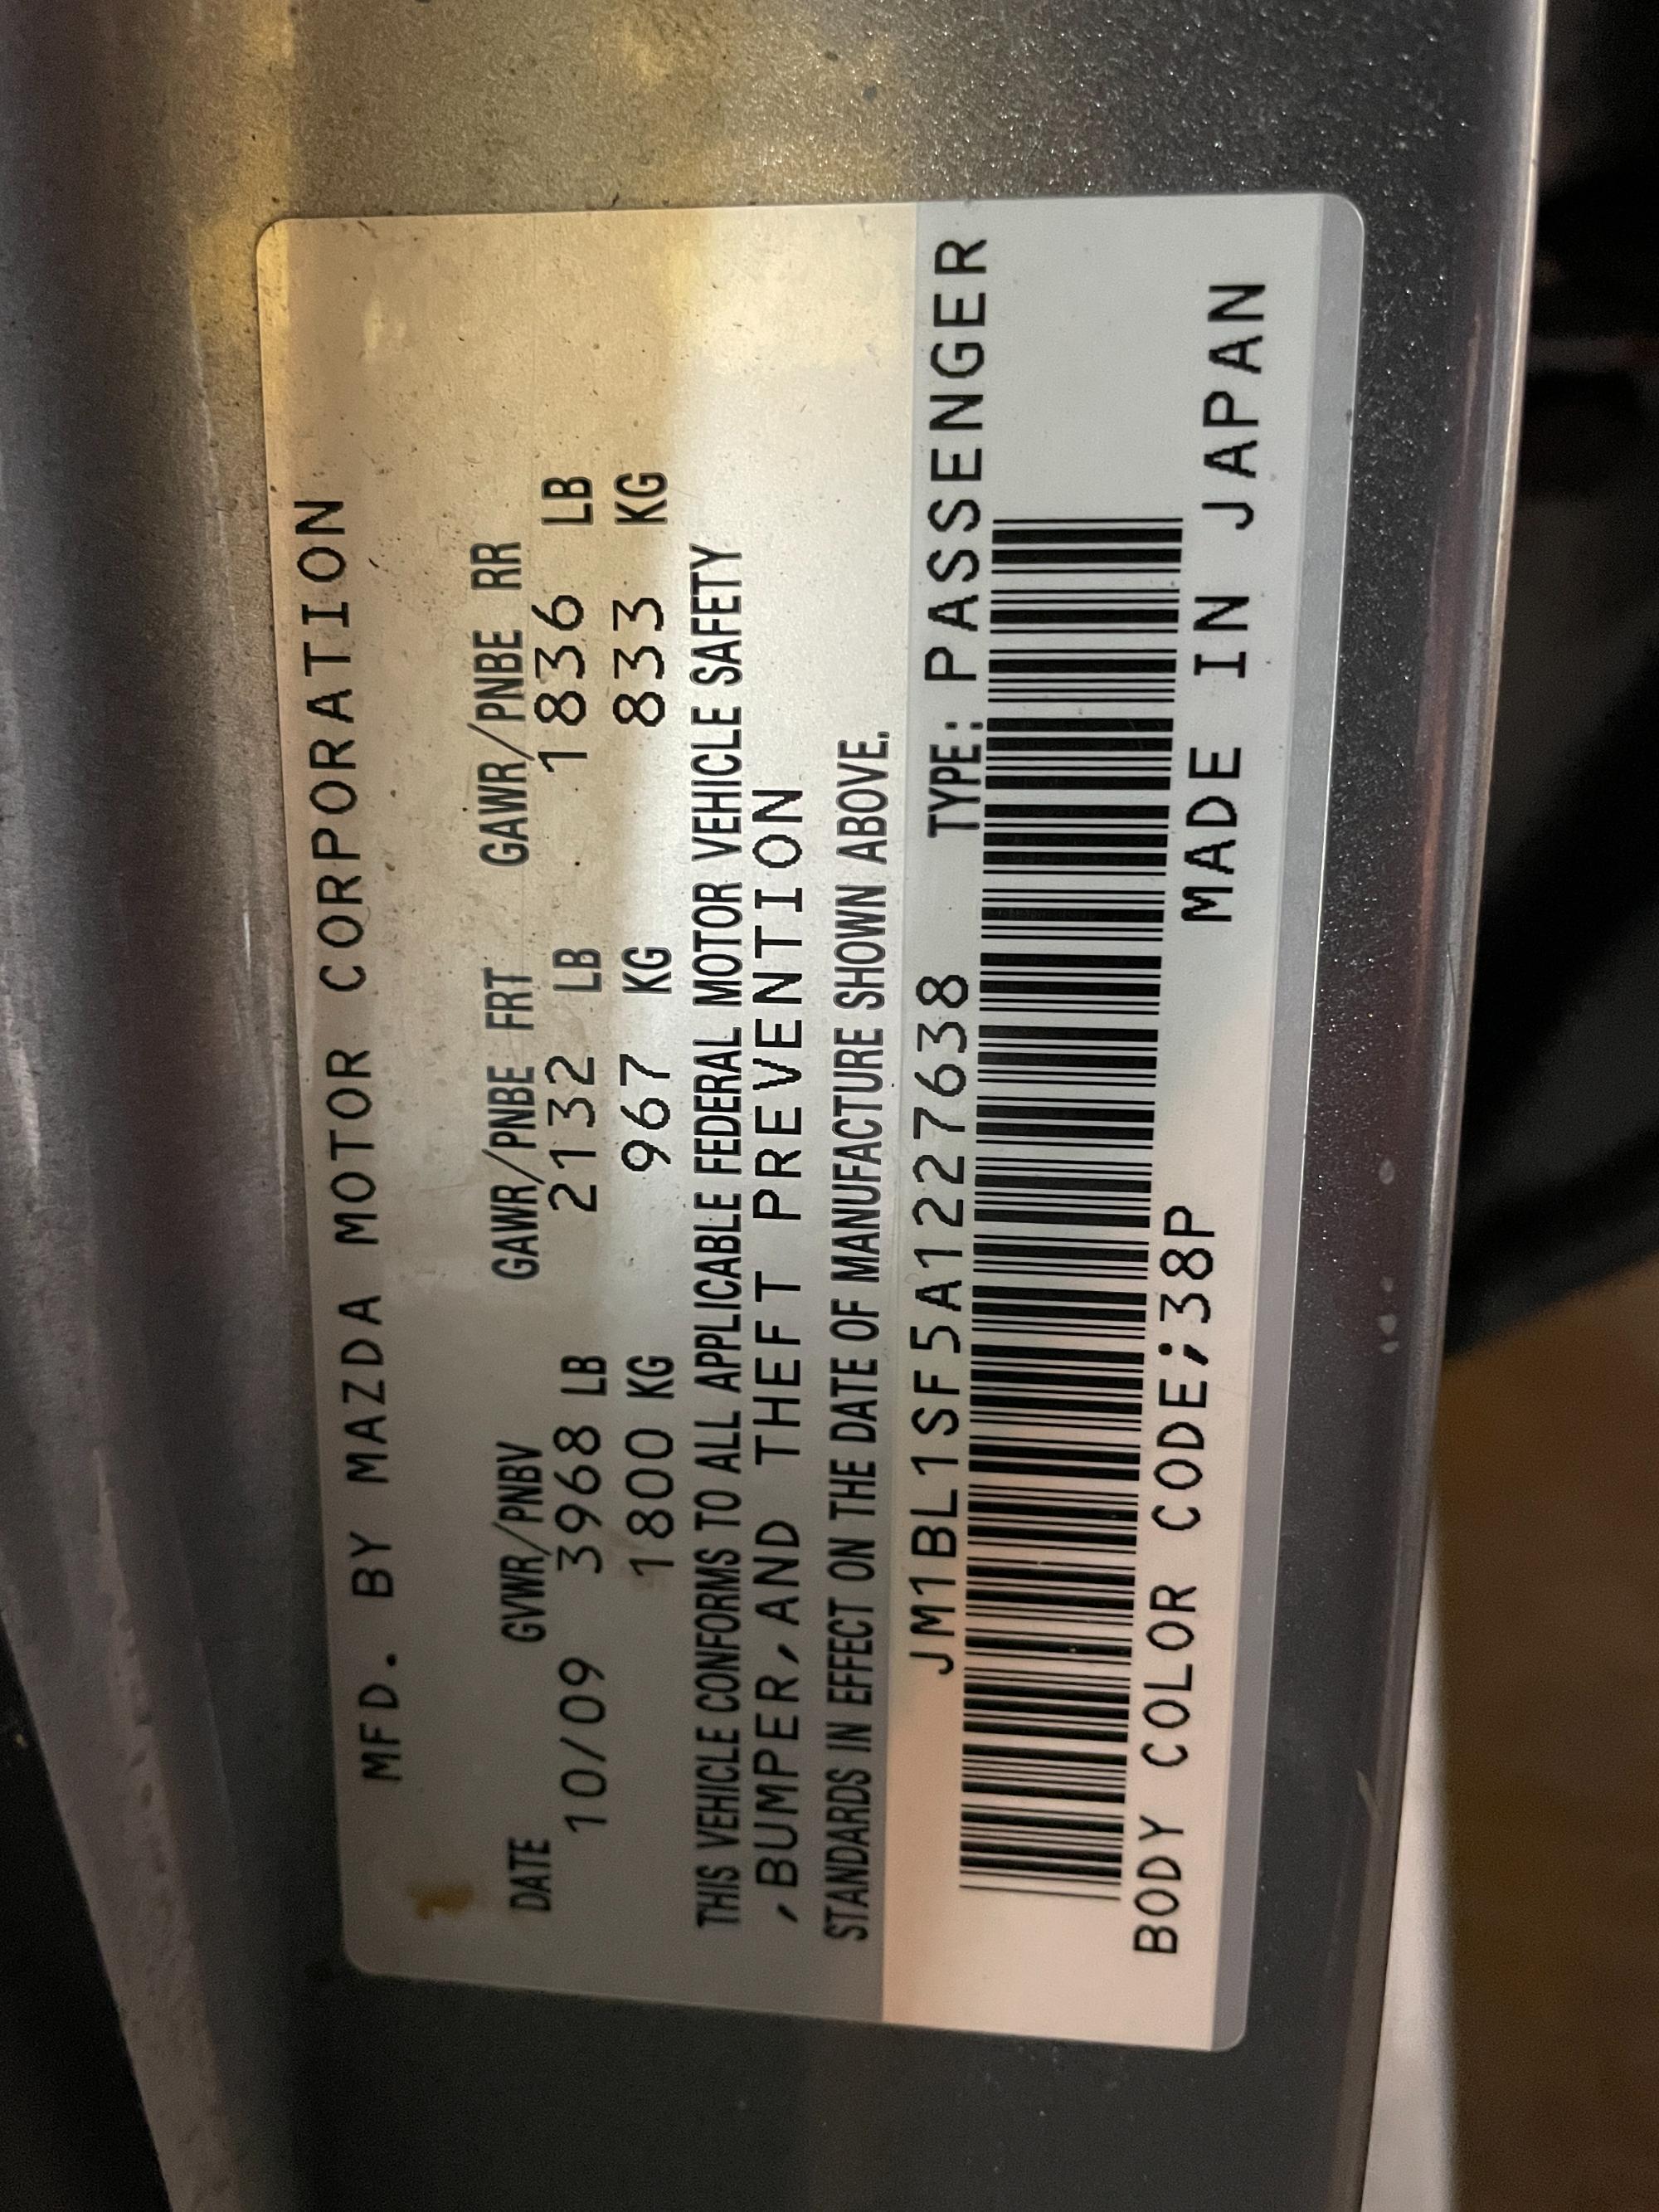 MFD. BY MAZDA MOTOR CORPORATION
DATE GVWR/PNBV GAWR/PNBE FRT GAWR/PNBE RR
10/09 3968 LB 2132 LB 1836 LB
1800 KG 967 KG 833 KG
THIS VEHICLE CONFORMS TO ALL APPLICABLE FEDERAL MOTOR VEHICLE SAFETY
,BUMPER,AND THEFT PREVENTION
STANDARDS IN EFFECT ON THE DATE OF MANUFACTURE SHOWN ABOVE.
JM1BL1SF5A1227638 TYPE: PASSENGER
BODY COLOR CODE;38P MADE IN JAPAN